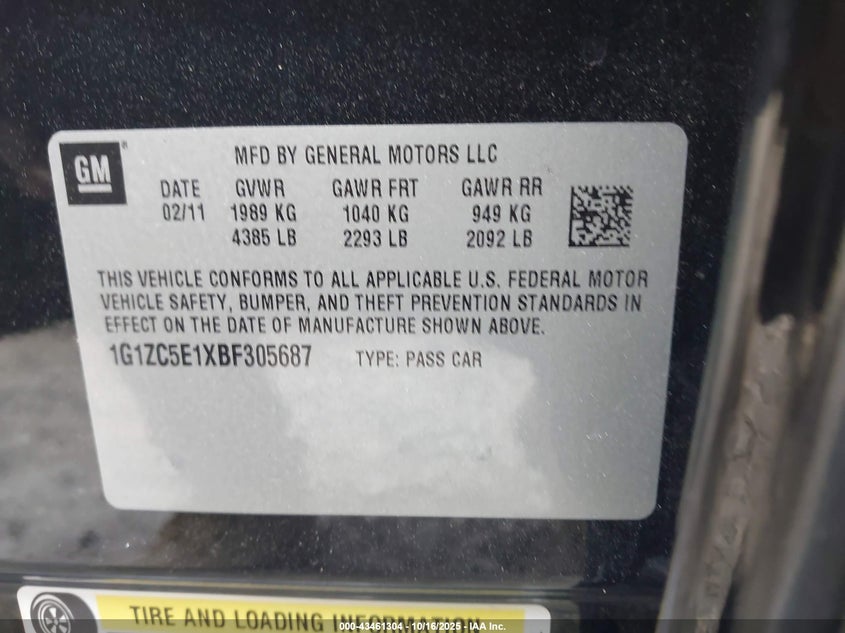 GM
MFD BY GENERAL MOTORS LLC
DATE GVWR GAWR FRT GAWR RR
02/11 1989 KG 1040 KG 949 KG
4385 LB 2293 LB 2092 LB
THIS VEHICLE CONFORMS TO ALL APPLICABLE U.S. FEDERAL MOTOR
VEHICLE SAFETY, BUMPER, AND THEFT PREVENTION STANDARDS IN
EFFECT ON THE DATE OF MANUFACTURE SHOWN ABOVE.
1G1ZC5E1XBF305687 TYPE: PASS CAR
TIRE AND LOADING INFORMATION
000-43461304 - 10/16/2025 - IAA Inc.